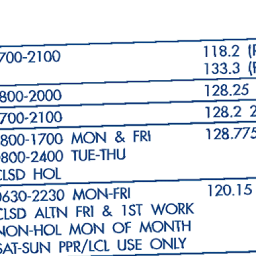 700-2100 118.2 (
133.3 (
800-2000 128.25
700-2100 128.2 2
800-1700 MON & FRI 128.775
800-2400 TUE-THU
CLSD HOL
0630-2230 MON-FRI 120.15
CLSD ALTN FRI & 1ST WORK
NON-HOL MON OF MONTH
SAT-SUN PPR/LCL USE ONLY